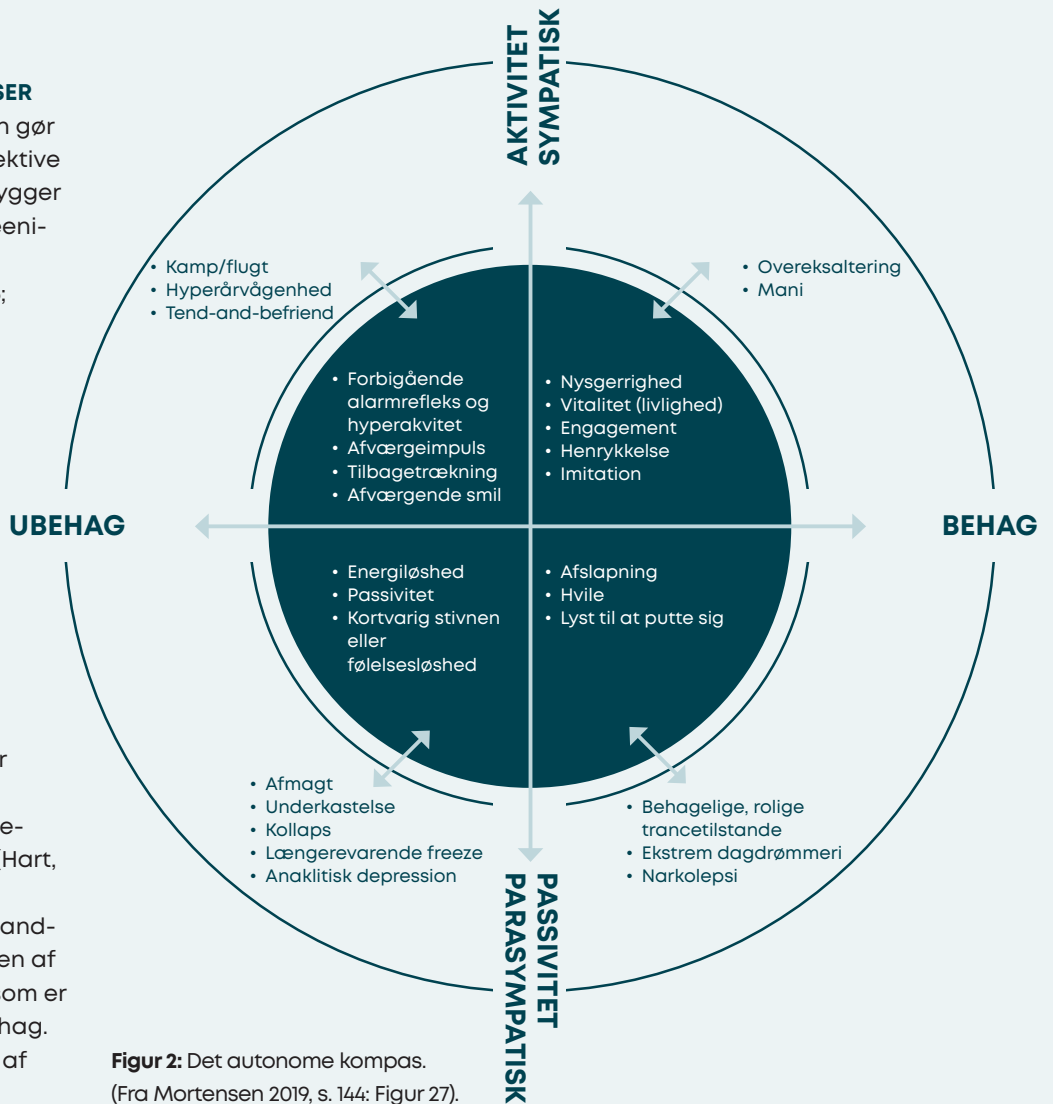 SER
n gør
ektive
ygger
eeni-
;
r
e-
(Hart,
and-
en af
som er
hag.
af
AKTIVITET
SYMPATISK
• Kamp/flugt
• Hyperårvågenhed
• Tend-and-befriend
• Overeksaltering
• Mani
• Forbigående
alarmrefleks og
hyperakvitet
• Afværgeimpuls
• Tilbagetrækning
• Afværgende smil
• Nysgerrighed
• Vitalitet (livlighed)
• Engagement
• Henrykkelse
• Imitation
UBEHAG
BEHAG
• Energiløshed
• Passivitet
• Kortvarig stivnen
eller
følelsesløshed
• Afslapning
• Hvile
• Lyst til at putte sig
• Afmagt
• Underkastelse
• Kollaps
• Længerevarende freeze
• Anaklitisk depression
• Behagelige, rolige
trancetilstande
• Ekstrem dagdrømmeri
• Narkolepsi
PASSIVITET
PARASYMPATISK
Figur 2: Det autonome kompas.
(Fra Mortensen 2019, s. 144: Figur 27).